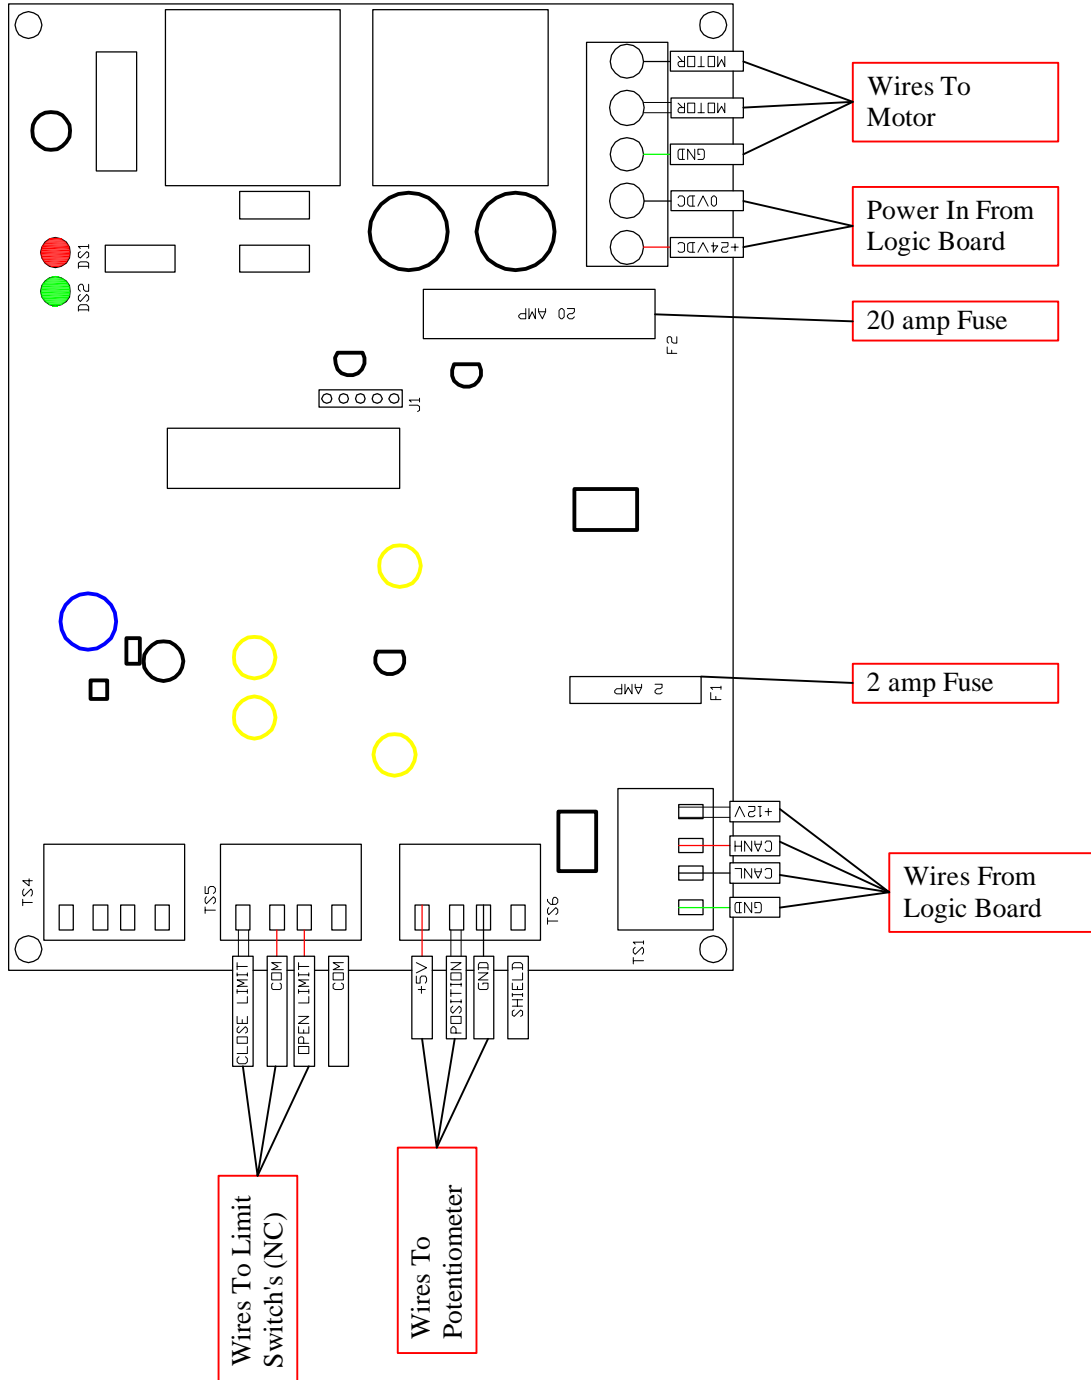 MOTOR
MOTOR
GND
0VDC
+24VDC
Wires To
Motor
Power In From
Logic Board
DS1
DS2
20 AMP
F2
20 amp Fuse
J1
2 AMP
F1
2 amp Fuse
+12V
CANH
CANL
GND
TS1
Wires From
Logic Board
TS4
TS5
TS6
CLOSE LIMIT
COM
OPEN LIMIT
COM
+5V
POSITION
GND
SHIELD
Wires To Limit
Switch's (NC)
Wires To
Potentiometer